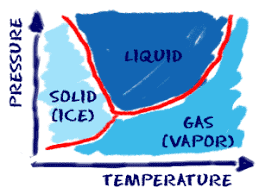 PRESSURE
LIQUID
SOLID
(ICE)
GAS
(VAPOR)
TEMPERATURE